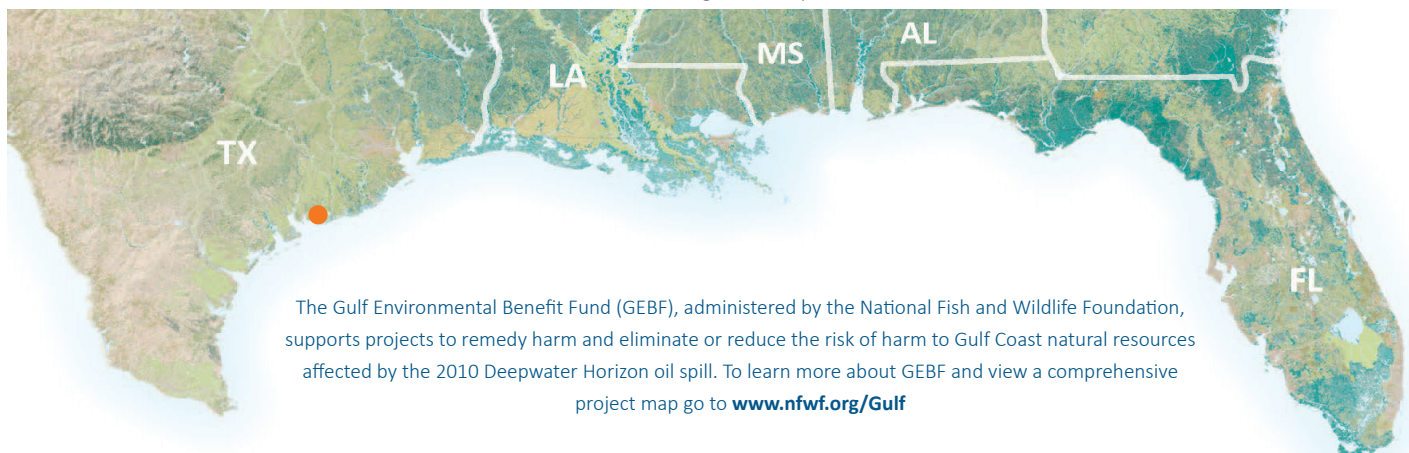 AL
MS
LA
TX
FL
The Gulf Environmental Benefit Fund (GEBF), administered by the National Fish and Wildlife Foundation,
supports projects to remedy harm and eliminate or reduce the risk of harm to Gulf Coast natural resources
affected by the 2010 Deepwater Horizon oil spill. To learn more about GEBF and view a comprehensive
project map go to www.nfwf.org/Gulf